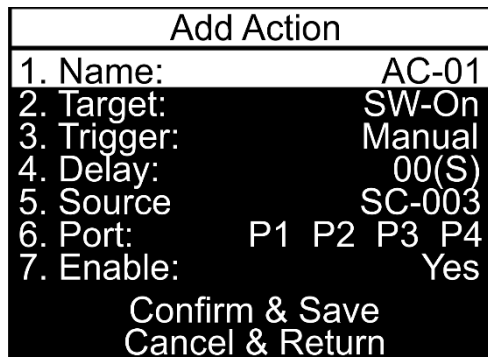 Add Action
1. Name: AC-01
2. Target: SW-On
3. Trigger: Manual
4. Delay: 00(S)
5. Source SC-003
6. Port: P1 P2 P3 P4
7. Enable: Yes
Confirm & Save
Cancel & Return